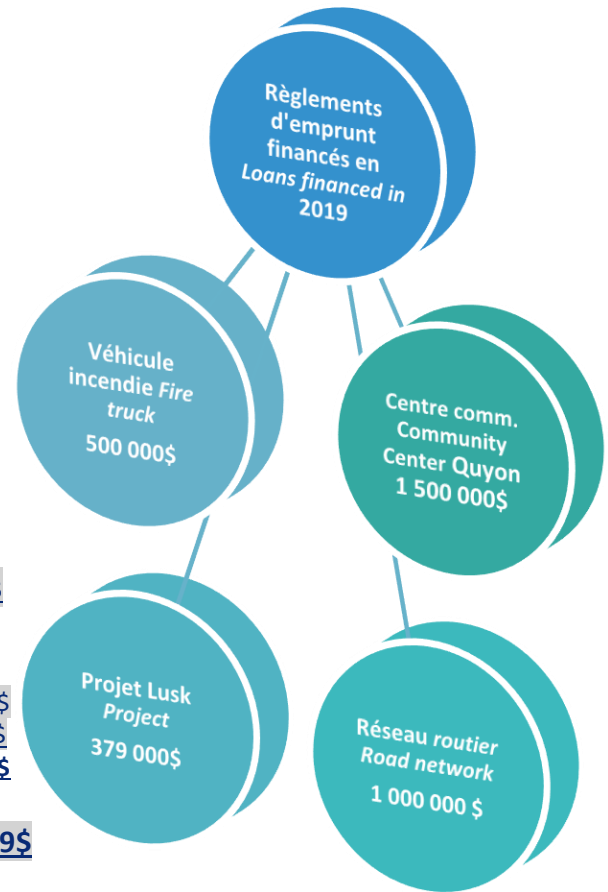 Règlements
d'emprunt
financés en
Loans financed in
2019
Véhicule
incendie Fire
truck
500 000$
Centre comm.
Community
Center Quyon
1 500 000$
Projet Lusk
Project
379 000$
Réseau routier
Road network
1 000 000 $
$
$
$
9$